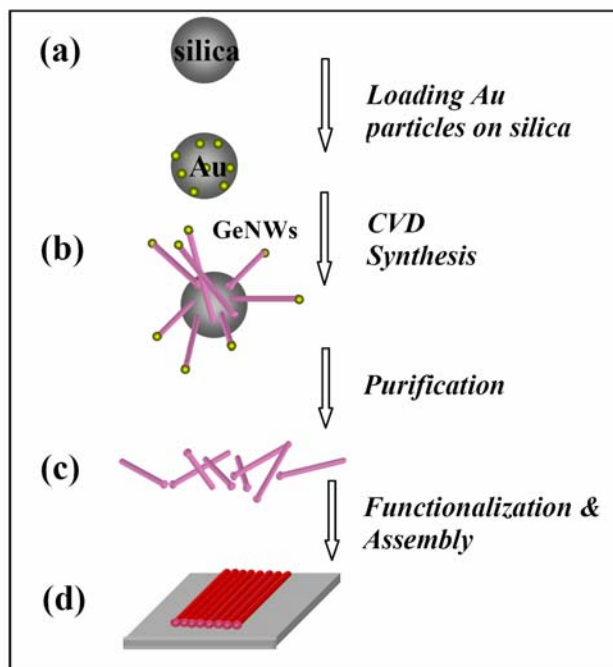 (a)
silica
Loading Au
particles on silica
Au
GeNWs
CVD
Synthesis
(b)
Purification
(c)
Functionalization &
Assembly
(d)